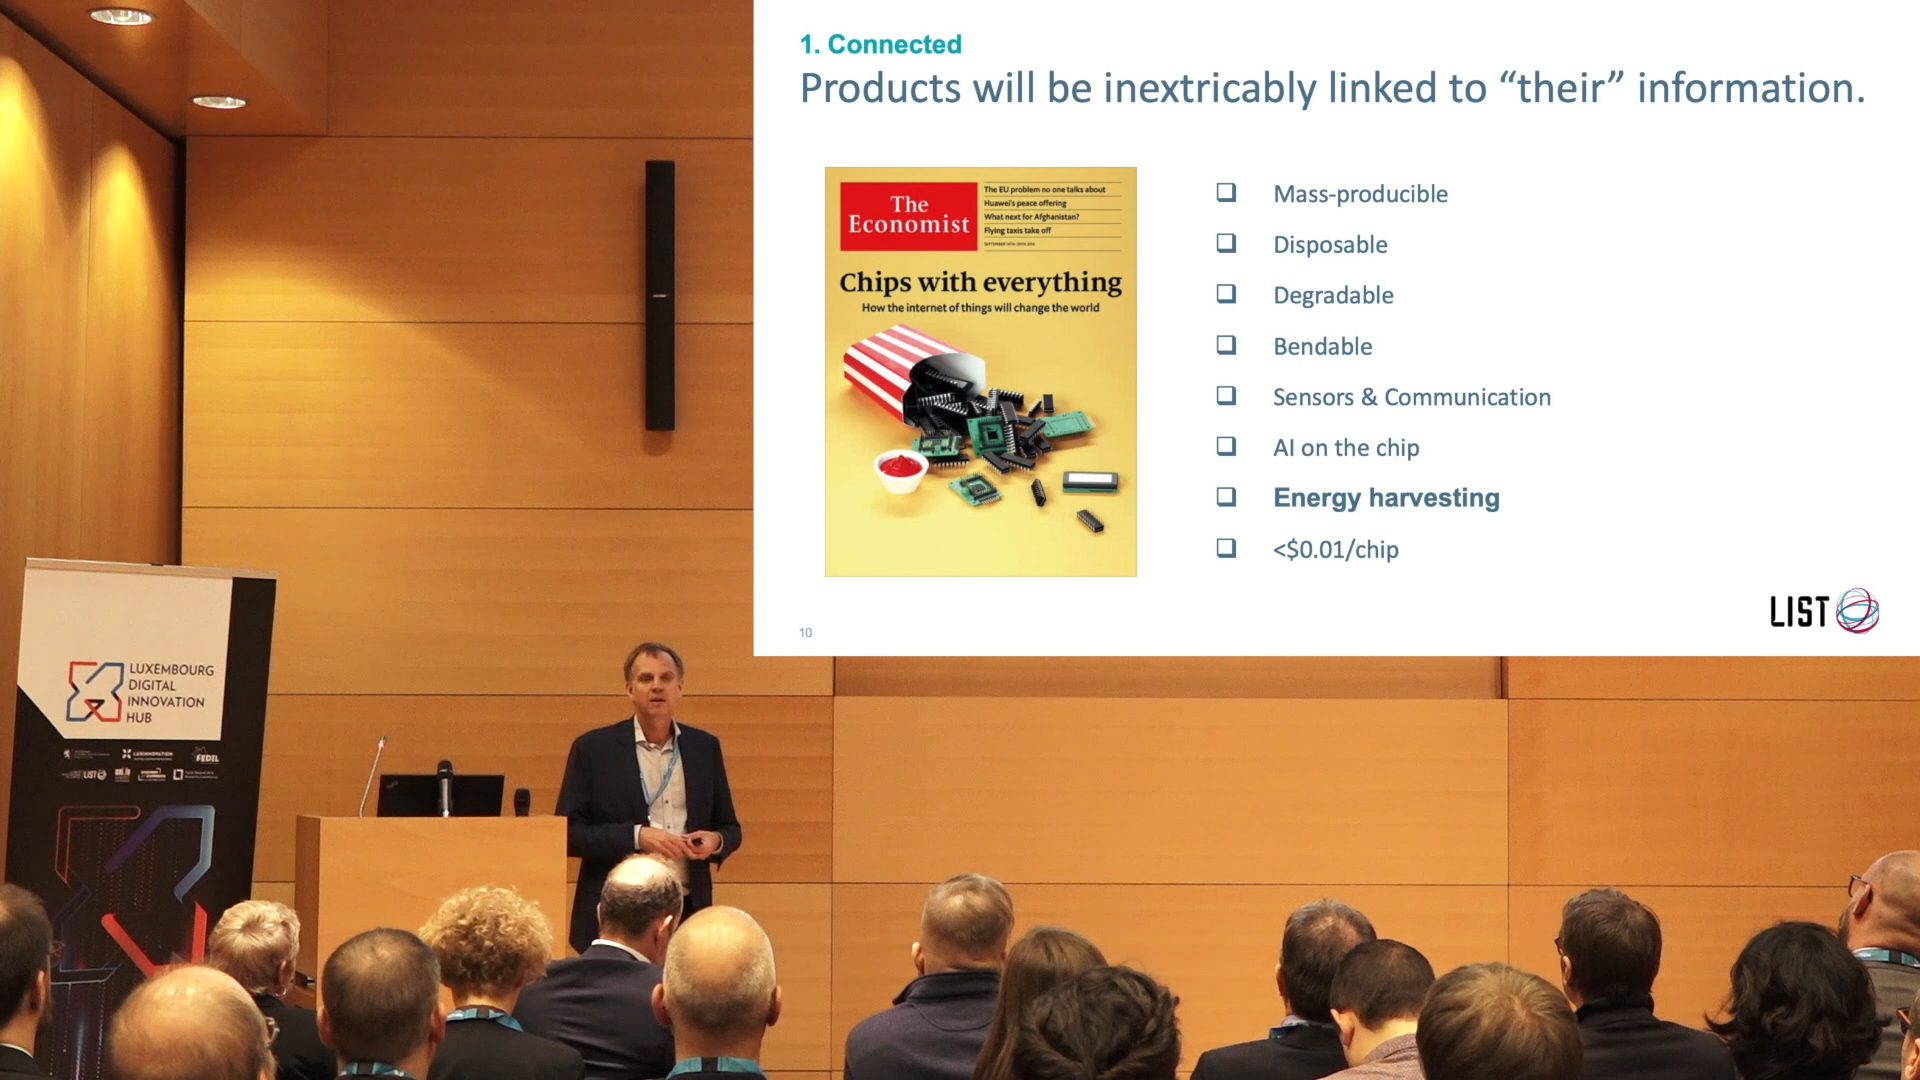 1. Connected
Products will be inextricably linked to “their” information.
The
Economist
The EU problem no one talks about
Huawei's peace offering
What next for Afghanistan?
Flying taxis take off
Chips with everything
How the internet of things will change the world
❑ Mass-producible
❑ Disposable
❑ Degradable
❑ Bendable
❑ Sensors & Communication
❑ AI on the chip
❑ Energy harvesting
❑ <$0.01/chip
10
LIST
LUXEMBOURG
DIGITAL
INNOVATION
HUB
LUXINNOVATION
FEDIL
LIST